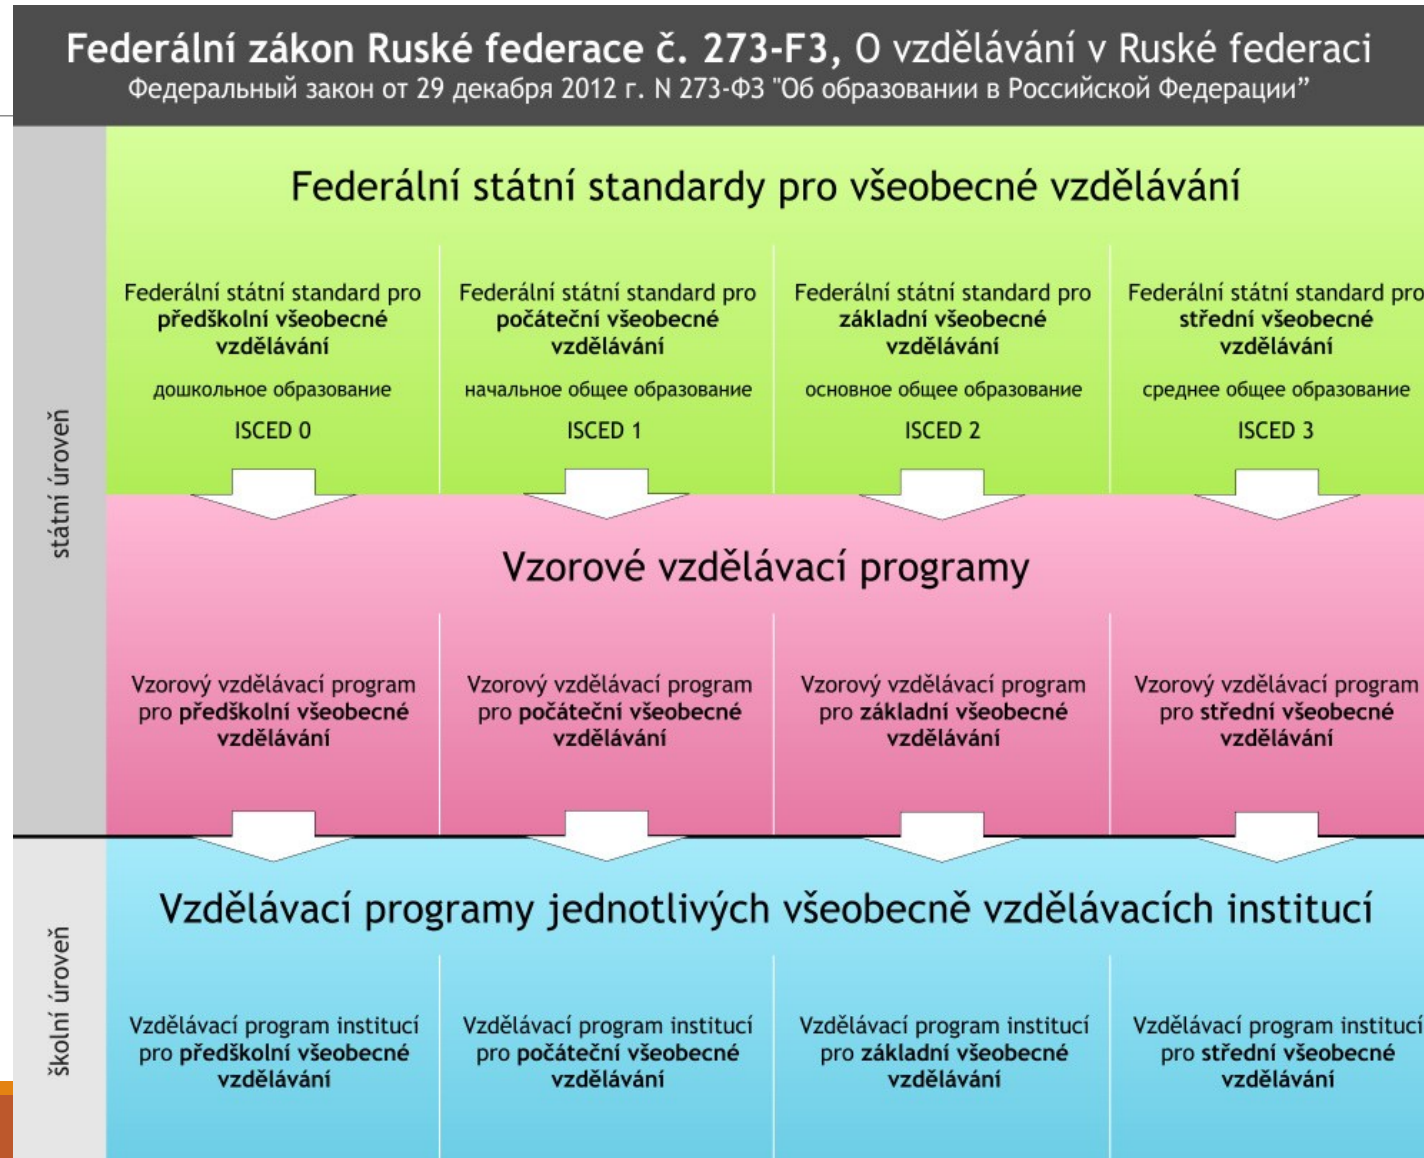 Federální zákon Ruské federace č. 273-F3, O vzdělávání v Ruské federaci
Федеральный закон от 29 декабря 2012 г. N 273-ФЗ "Об образовании в Российской Федерации”
státní úroveň
Federální státní standardy pro všeobecné vzdělávání
Federální státní standard pro
předškolní všeobecné
vzdělávání
дошкольное образование
ISCED 0
Federální státní standard pro
počáteční všeobecné
vzdělávání
начальное общее образование
ISCED 1
Federální státní standard pro
základní všeobecné
vzdělávání
основное общее образование
ISCED 2
Federální státní standard pro
střední všeobecné
vzdělávání
среднее общее образование
ISCED 3
Vzorové vzdělávací programy
Vzorový vzdělávací program
pro předškolní všeobecné
vzdělávání
Vzorový vzdělávací program
pro počáteční všeobecné
vzdělávání
Vzorový vzdělávací program
pro základní všeobecné
vzdělávání
Vzorový vzdělávací program
pro střední všeobecné
vzdělávání
školní úroveň
Vzdělávací programy jednotlivých všeobecně vzdělávacích institucí
Vzdělávací program institucí
pro předškolní všeobecné
vzdělávání
Vzdělávací program institucí
pro počáteční všeobecné
vzdělávání
Vzdělávací program institucí
pro základní všeobecné
vzdělávání
Vzdělávací program institucí
pro střední všeobecné
vzdělávání